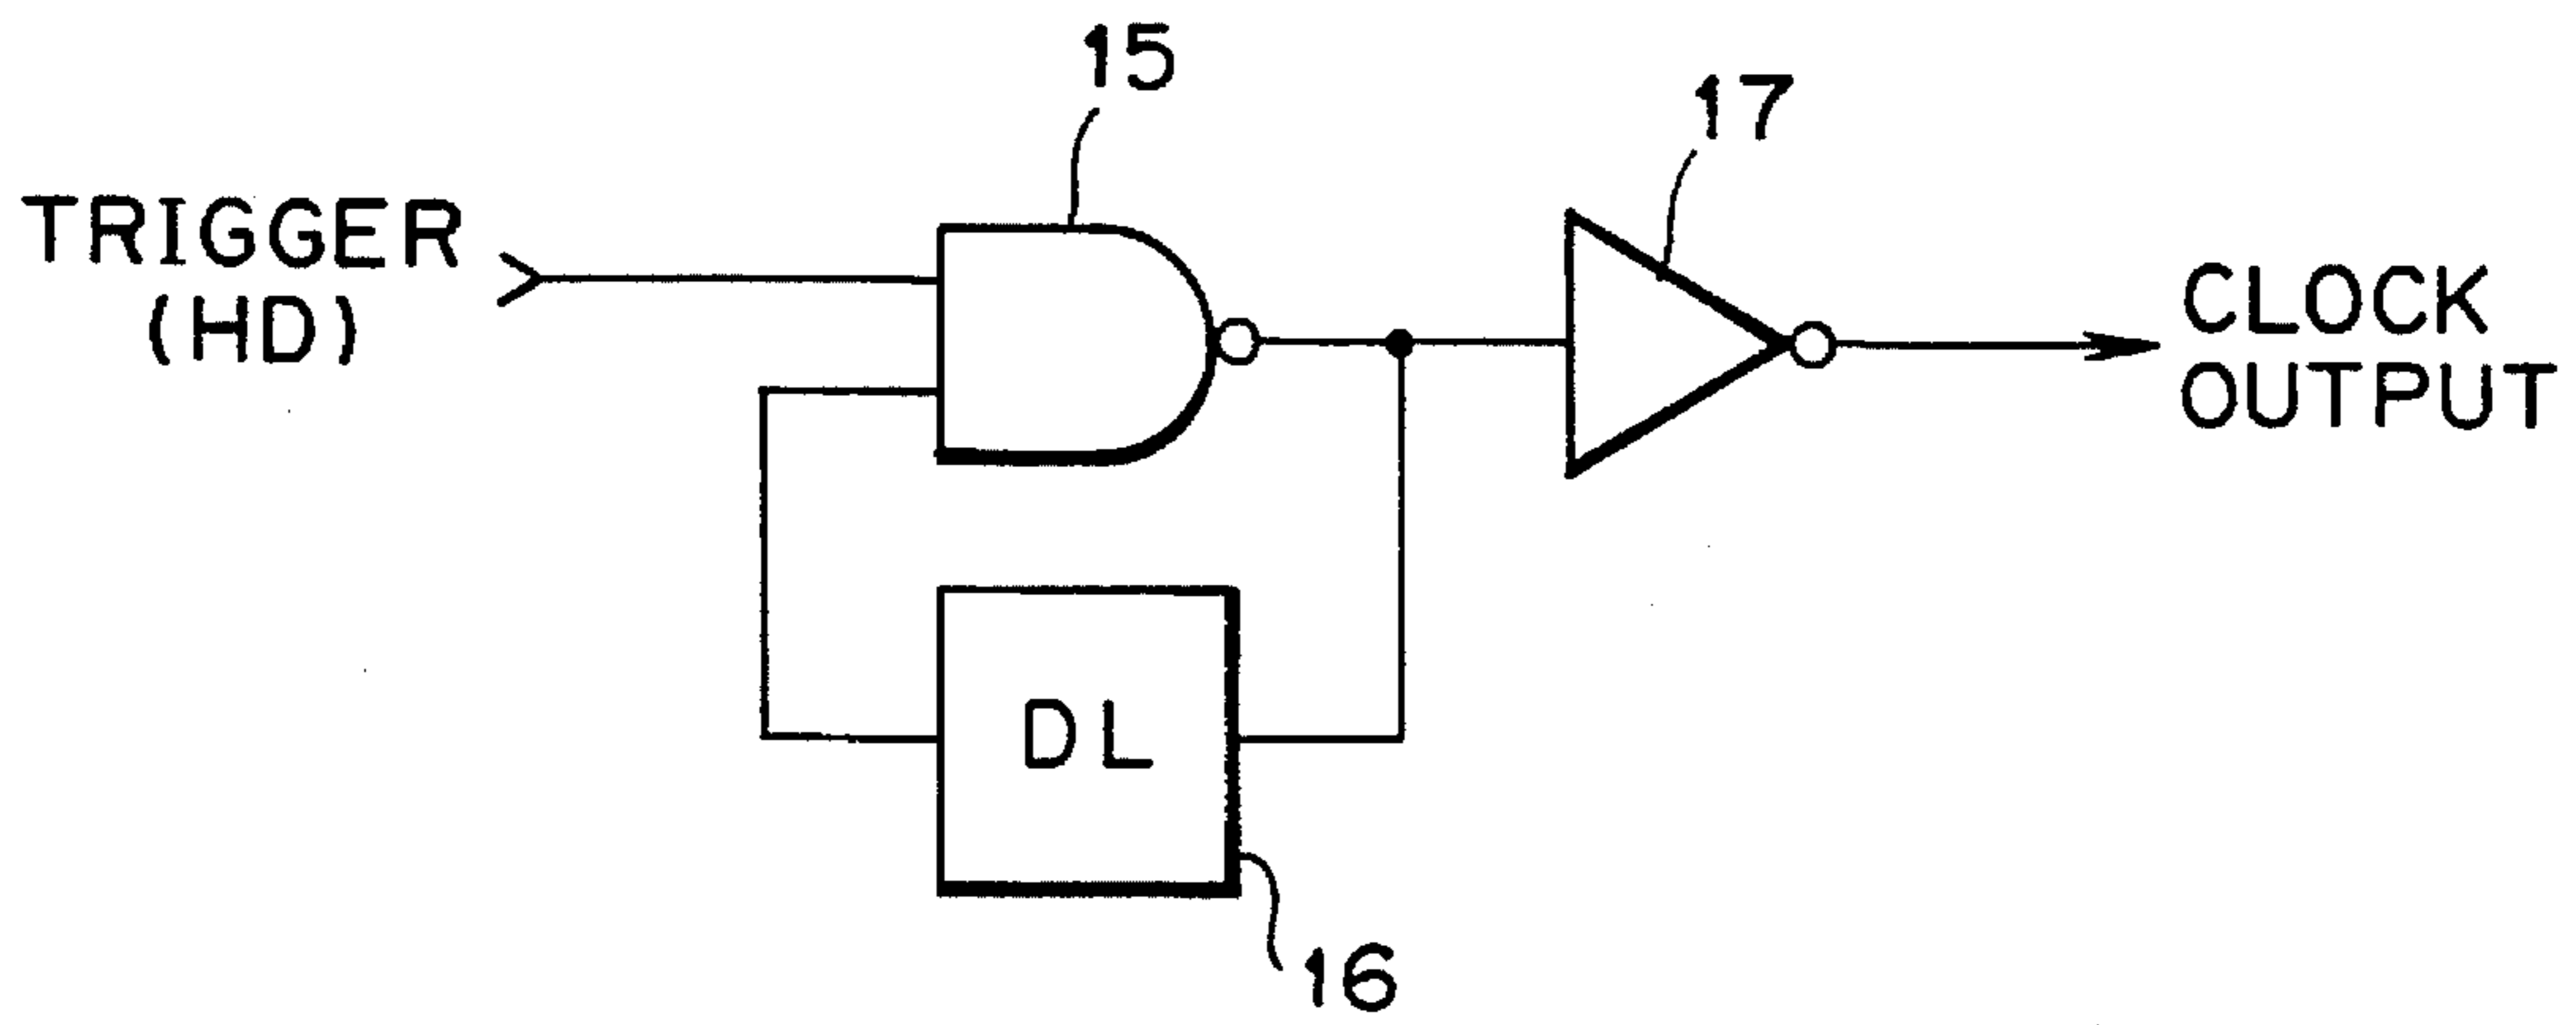 15
17
TRIGGER
(HD)
CLOCK
OUTPUT
DL
16